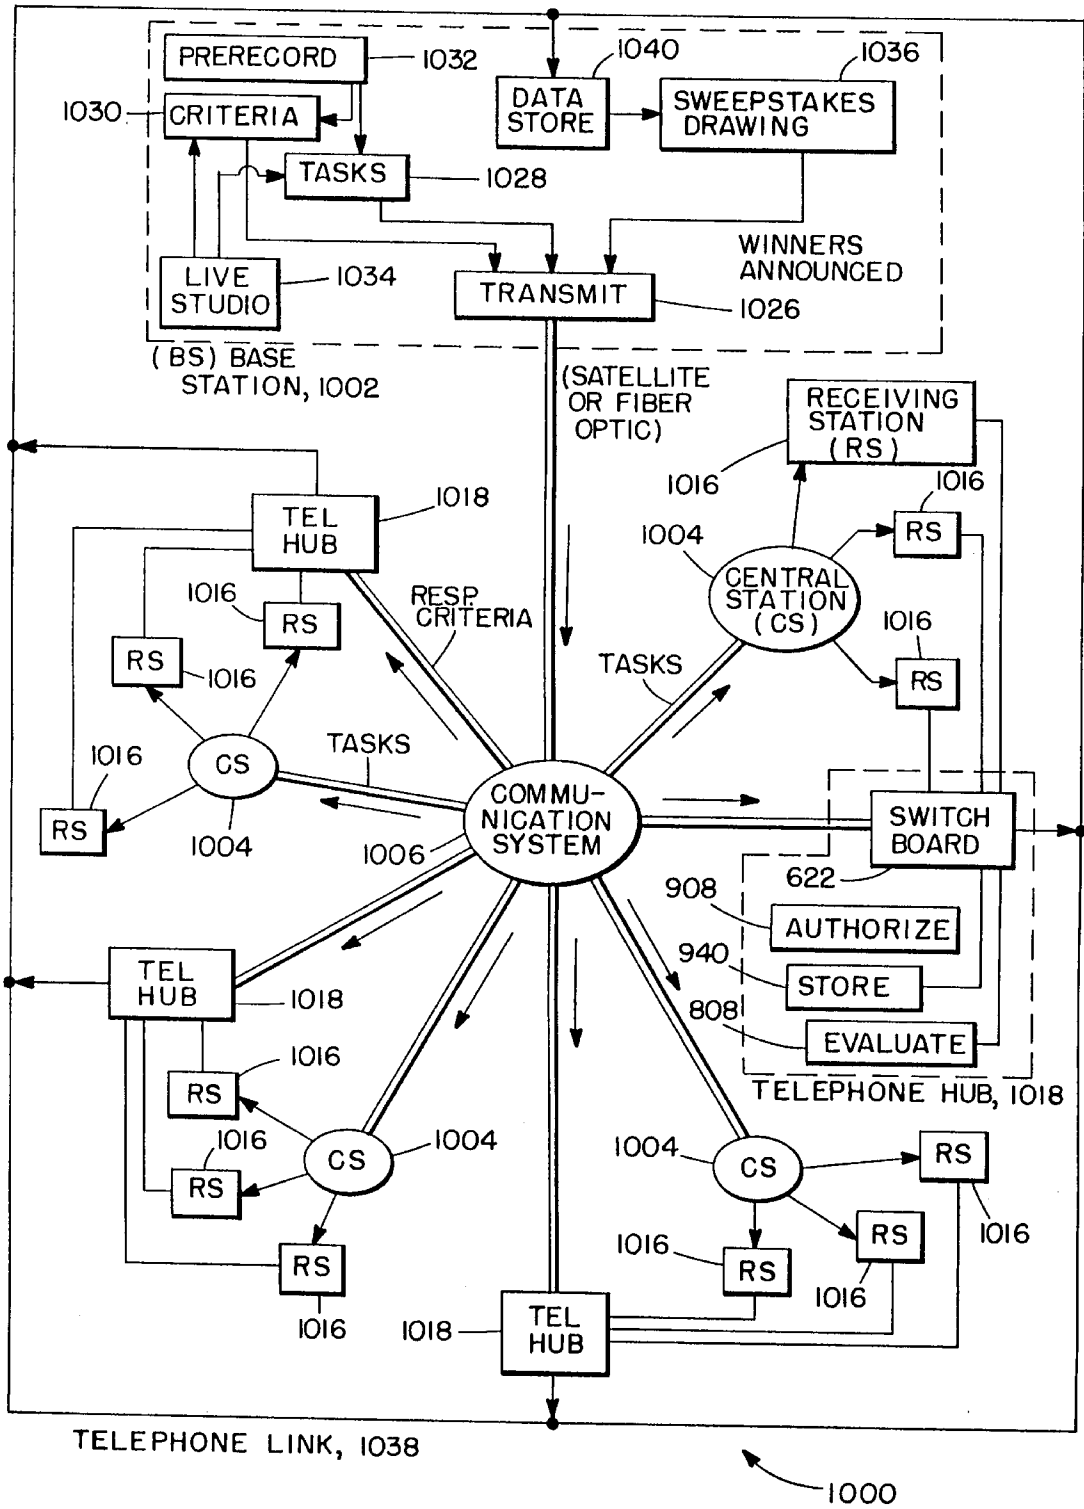 PRERECORD
1032
1040
1036
1030
CRITERIA
DATA
STORE
SWEEPSTAKES
DRAWING
TASKS
1028
LIVE
STUDIO
1034
WINNERS
ANNOUNCED
TRANSMIT
1026
(BS) BASE
STATION, 1002
(SATELLITE
OR FIBER
OPTIC)
RECEIVING
STATION
(RS)
1016
1016
RS
1018
TEL
HUB
1004
CENTRAL
STATION
(CS)
1016
RS
RESP.
CRITERIA
1016
RS
RS
1016
TASKS
1016
RS
CS
1004
TASKS
COMMU-
NICATION
SYSTEM
1006
SWITCH
BOARD
622
908
AUTHORIZE
940
STORE
808
EVALUATE
TELEPHONE HUB, 1018
TEL
HUB
1018
1016
RS
1016
RS
CS
1004
RS
1016
1004
CS
RS
1016
RS
1016
1016
RS
1018
TEL
HUB
TELEPHONE LINK, 1038
1000